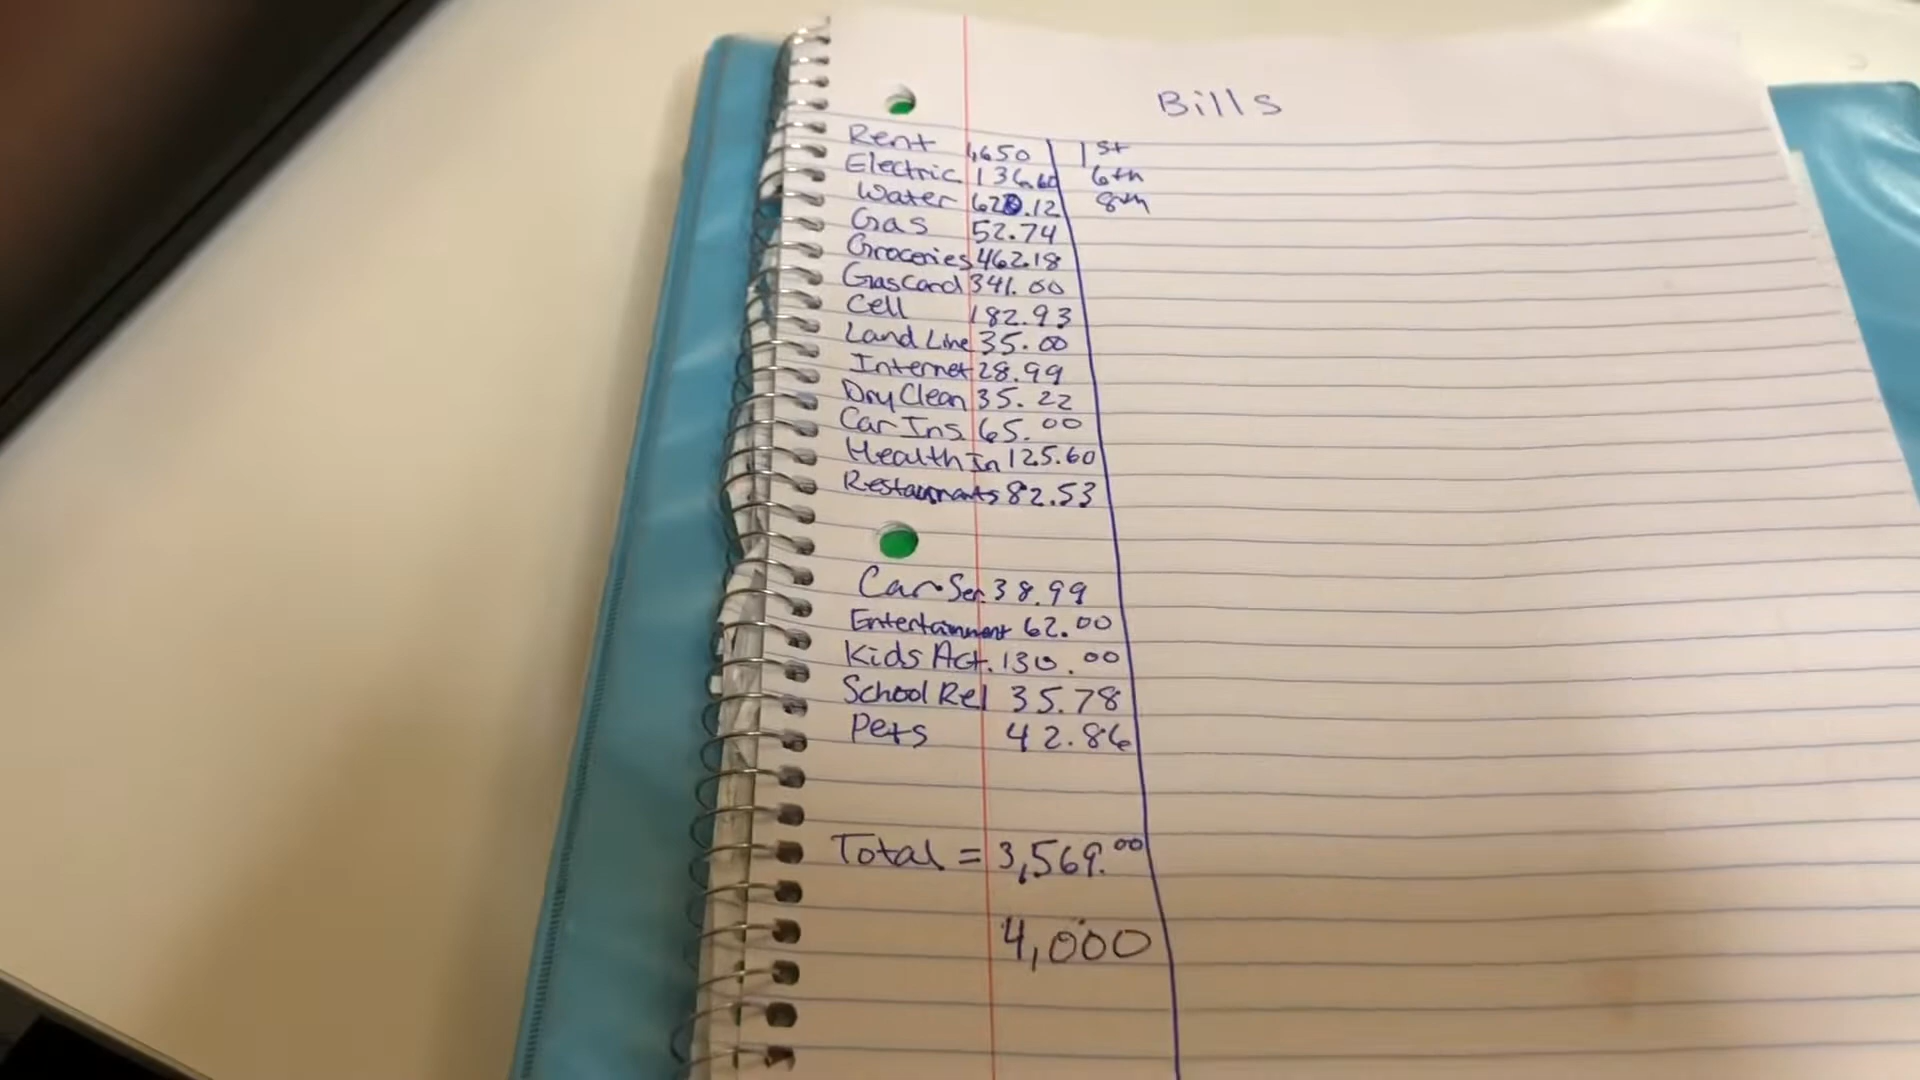 Bills
Rent 1,650 1st
Electric 136.60 6th
Water 62.12 8th
Gas 52.74
Groceries 462.18
Gas Card 341.00
Cell 182.93
Land Line 35.00
Internet 28.99
Dry Clean 35.22
Car Ins. 65.00
Health In 125.60
Restaurants 82.53
Car Ser. 38.99
Entertainment 62.00
Kids Act. 130.00
School Rel 35.78
Pets 42.86
Total = 3,569.00
4,000